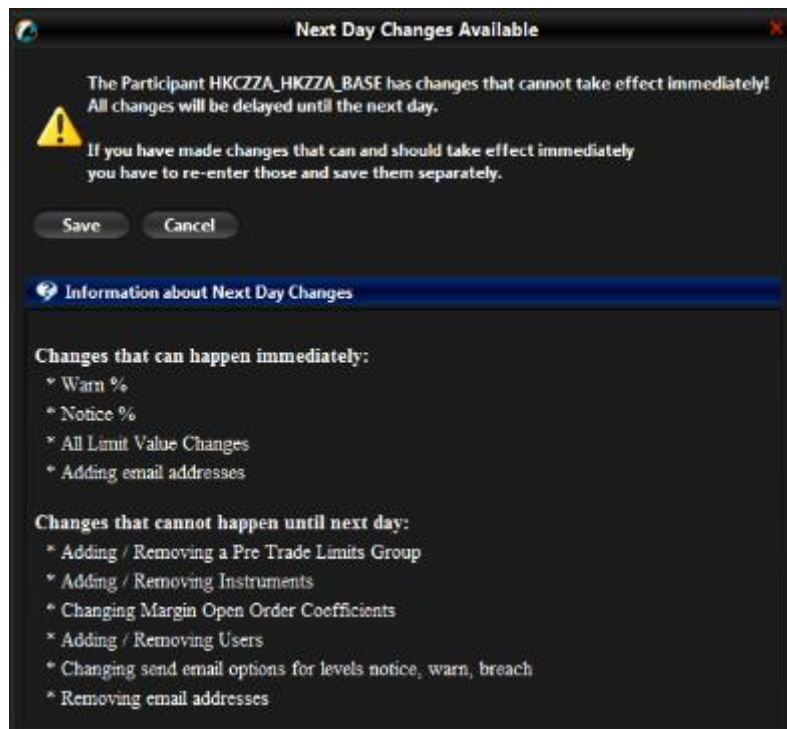 Next Day Changes Available
The Participant HKCZZA_HKZZA_BASE has changes that cannot take effect immediately!
All changes will be delayed until the next day.
If you have made changes that can and should take effect immediately
you have to re-enter those and save them separately.
Save Cancel
Information about Next Day Changes
Changes that can happen immediately:
* Warn %
* Notice %
* All Limit Value Changes
* Adding email addresses
Changes that cannot happen until next day:
* Adding / Removing a Pre Trade Limits Group
* Adding / Removing Instruments
* Changing Margin Open Order Coefficients
* Adding / Removing Users
* Changing send email options for levels notice, warn, breach
* Removing email addresses